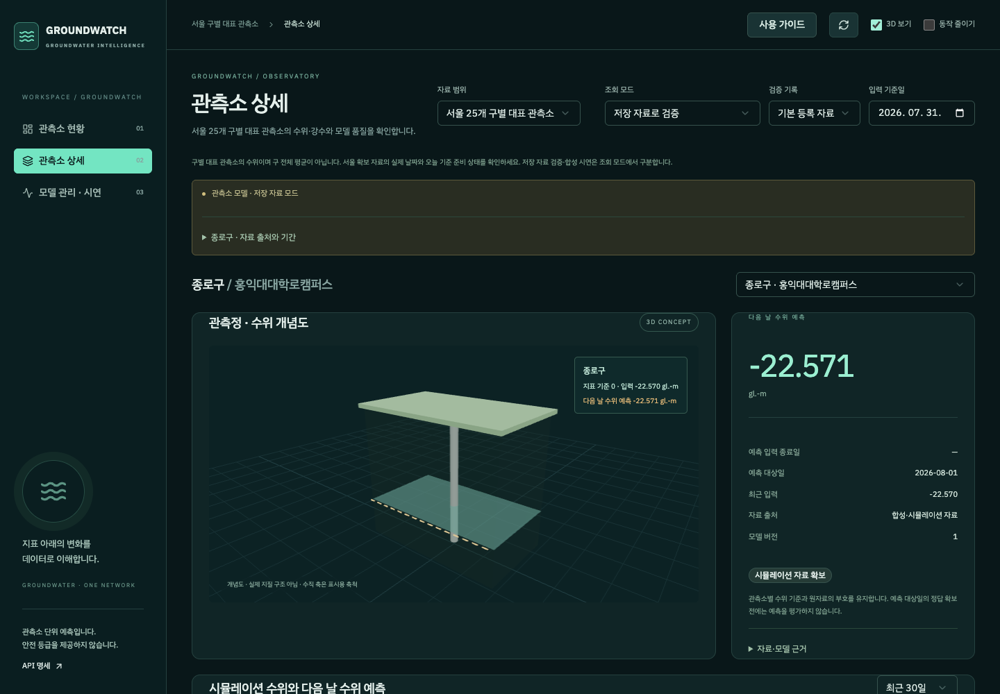 GROUNDWATCH
GROUNDWATER INTELLIGENCE
WORKSPACE / GROUNDWATCH
관측소 현황 01
관측소 상세 02
모델 관리 · 시연 03
지표 아래의 변화를
데이터로 이해합니다.
GROUNDWATER · ONE NETWORK
관측소 단위 예측입니다.
안전 등급을 제공하지 않습니다.
API 명세
서울 구별 대표 관측소 > 관측소 상세
사용 가이드
3D 보기
동작 줄이기
GROUNDWATCH / OBSERVATORY
관측소 상세
서울 25개 구별 대표 관측소의 수위·강수와 모델 품질을 확인합니다.
자료 범위
서울 25개 구별 대표 관측소
조회 모드
저장 자료로 검증
검증 기록
기본 등록 자료
입력 기준일
2026. 07. 31.
구별 대표 관측소의 수위이며 구 전체 평균이 아닙니다. 서울 확보 자료의 실제 날짜와 오늘 기준 준비 상태를 확인하세요. 저장 자료 검증·합성 시연은 조회 모드에서 구분합니다.
관측소 모델 · 저장 자료 모드
종로구 · 자료 출처와 기간
종로구 / 홍익대대학로캠퍼스
종로구 · 홍익대대학로캠퍼스
관측정 · 수위 개념도
3D CONCEPT
종로구
지표 기준 0 · 입력 -22.570 gl.-m
다음 날 수위 예측 -22.571 gl.-m
개념도 · 실제 지질 구조 아님 · 수직 축은 표시용 축척
다음 날 수위 예측
-22.571
gl.-m
예측 입력 종료일 —
예측 대상일 2026-08-01
최근 입력 -22.570
자료 출처 합성·시뮬레이션 자료
모델 버전 1
시뮬레이션 자료 확보
관측소별 수위 기준과 원자료의 부호를 유지합니다. 예측 대상일의 정답 확보
전에는 예측을 평가하지 않습니다.
자료·모델 근거
시뮬레이션 수위와 다음 날 수위 예측
최근 30일